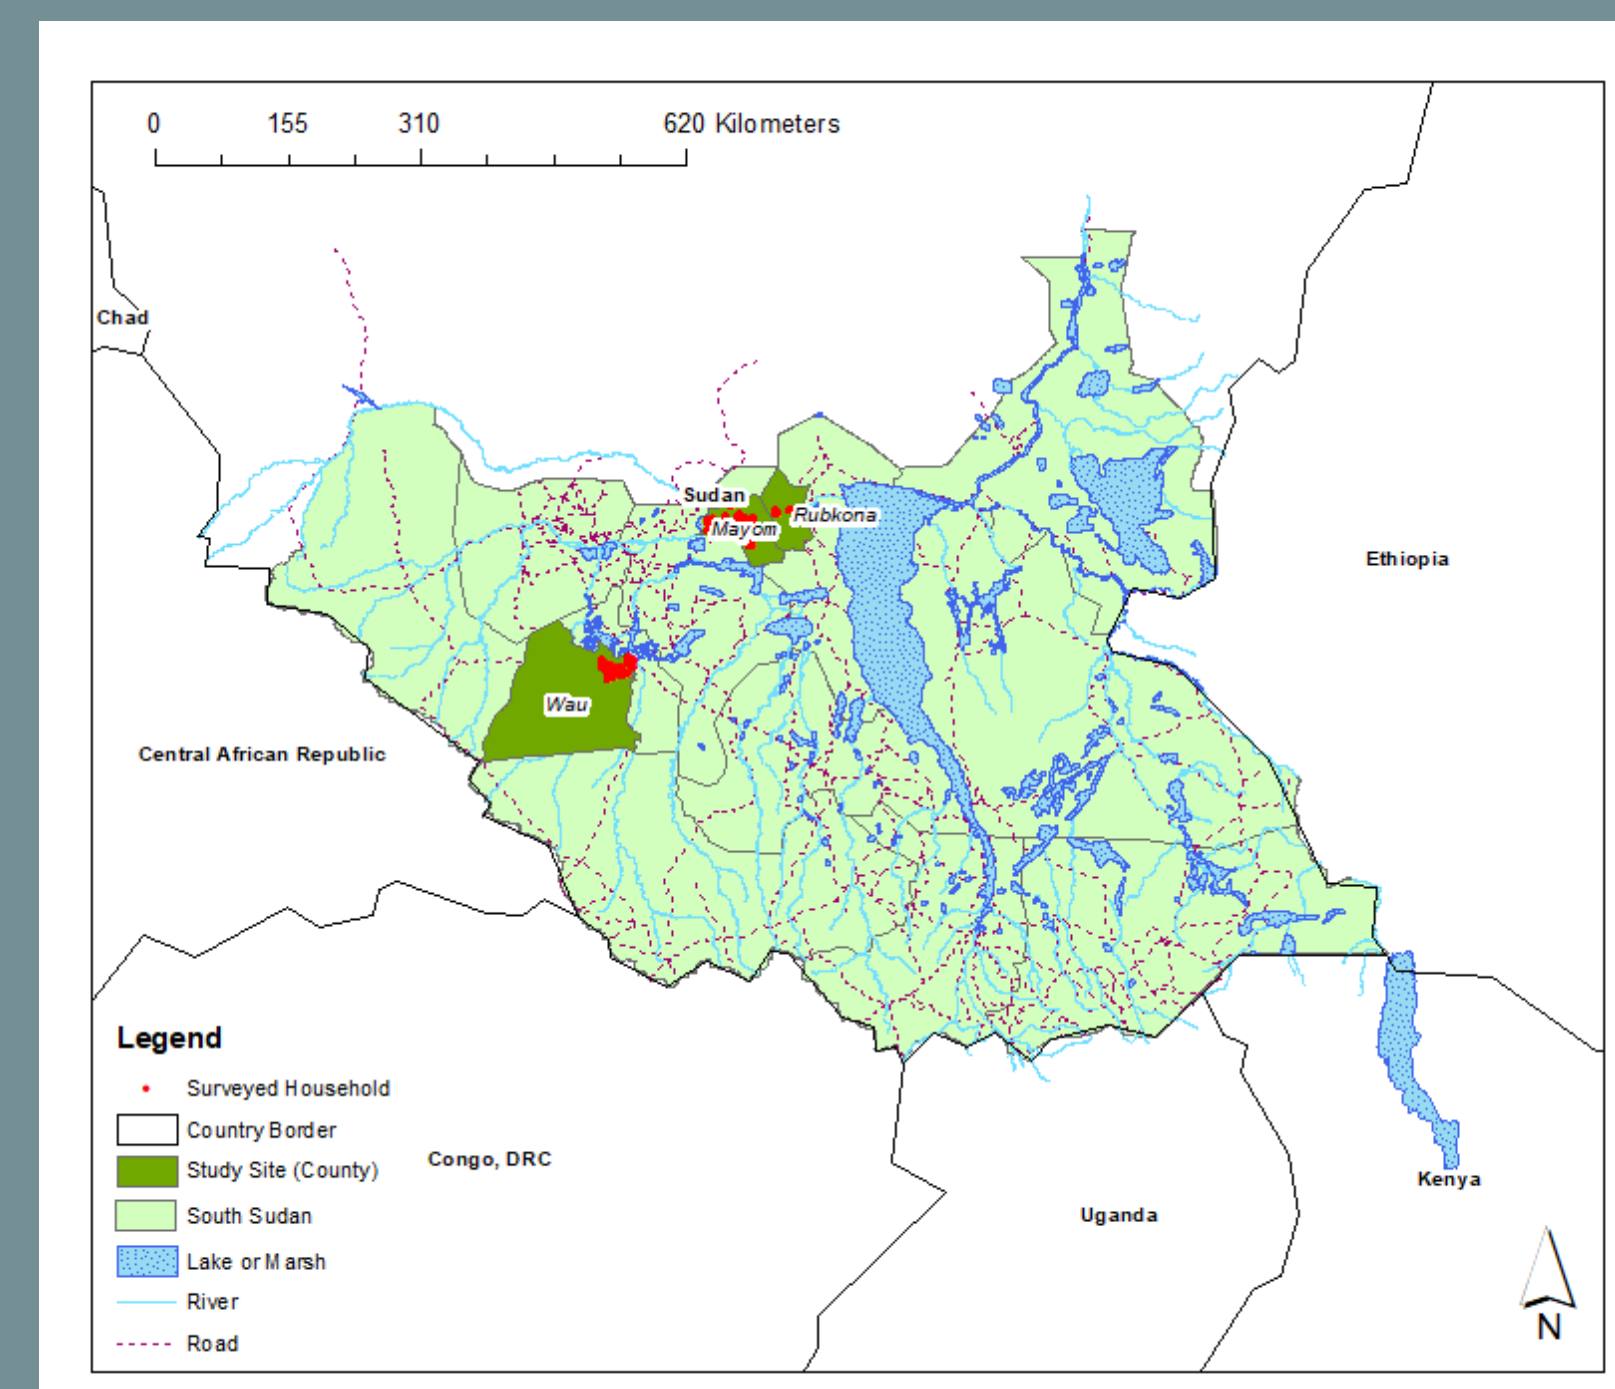 0 155 310 620 Kilometers
Chad
Sudan
Mayom
Rubkona
Ethiopia
Wau
Central African Republic
Legend
Surveyed Household
Country Border
Study Site (County)
South Sudan
Lake or Marsh
River
Road
Congo, DRC
Kenya
Uganda
N